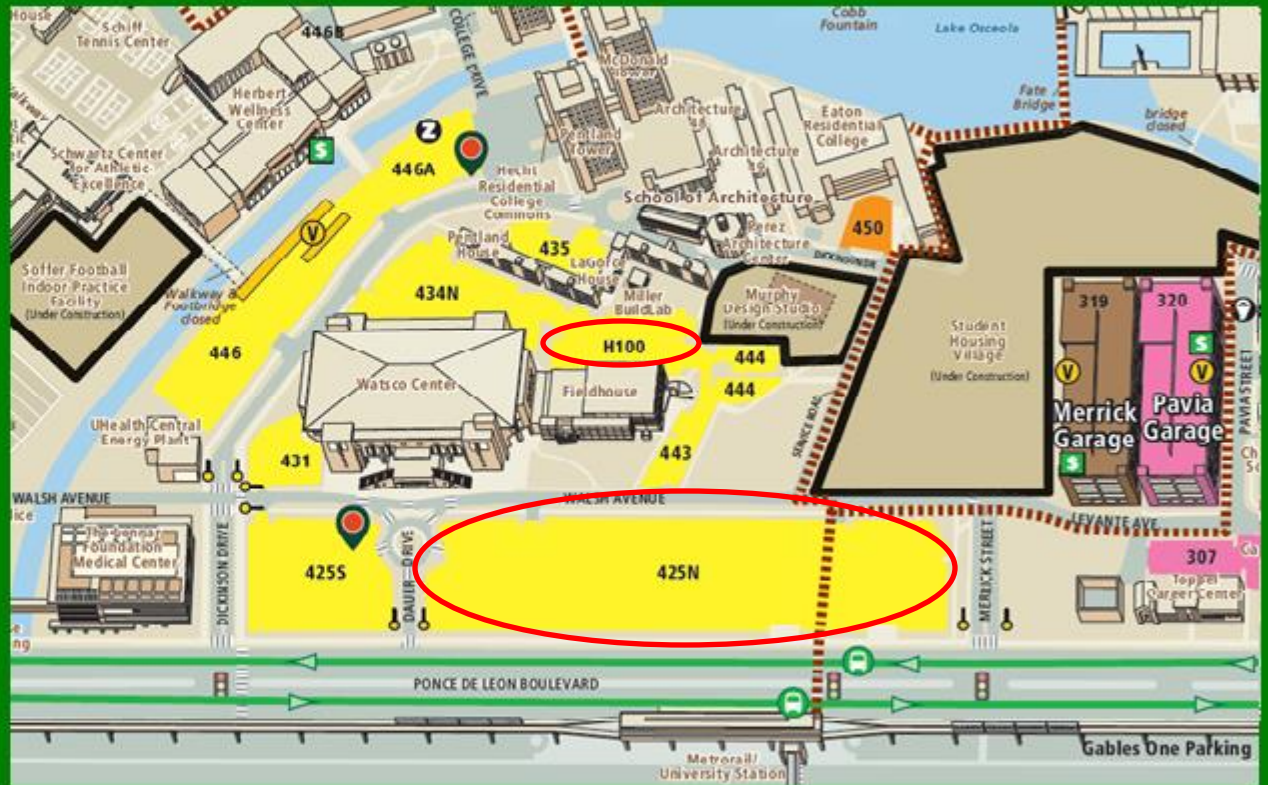 House
Schiff
Tennis Center
446B
COLLEGE DRIVE
Cobb
Fountain
Lake Osceola
McDonald
Tower
Herbert
Wellness
Center
$
Z
446A
Pentland
Tower
Architecture
Architecture
Eaton
Residential
College
Fate
Bridge
bridge
closed
Schwartz Center
for Athletic
Excellence
Hecht
Residential
College
Commons
School of Architecture
450
V
Pentland
House
435
LaGorce
House
Perez
Architecture
Center
Soffer Football
Indoor Practice
Facility
(Under Construction)
Walkway &
Footbridge
closed
434N
Miller
BuildLab
Murphy
Design Studio
(Under Construction)
319
320
$
446
H100
444
444
Student
Housing
Village
(Under Construction)
Watsco Center
Fieldhouse
V
V
PAVIA STREET
Merrick
Garage
Pavia
Garage
UHealth Central
Energy Plant
431
443
SERVICE ROAD
$
WALSH AVENUE
WALSH AVENUE
LEVANTE AVE
The Lennar
Foundation
Medical Center
DICKINSON DRIVE
425S
DAUER DRIVE
425N
MERRICK STREET
307
Toppel
Career Center
PONCE DE LEON BOULEVARD
Metrorail/
University Station
Gables One Parking